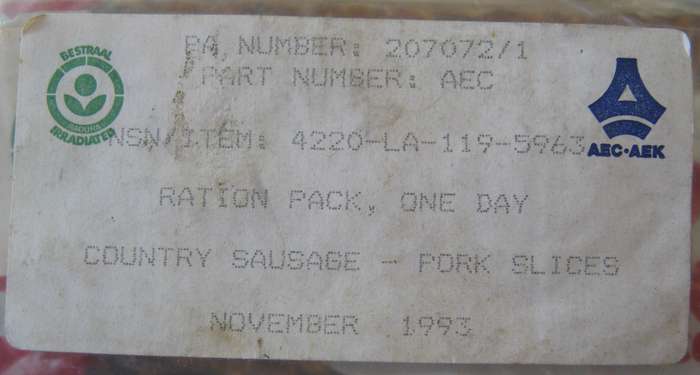 PA NUMBER: 207072/1
PART NUMBER: AEC
BESTRAAL
RADURA
IRRADIATED
NSN/ITEM: 4220-LA-119-5963
AEC·AEK
RATION PACK, ONE DAY
COUNTRY SAUSAGE - PORK SLICES
NOVEMBER 1993